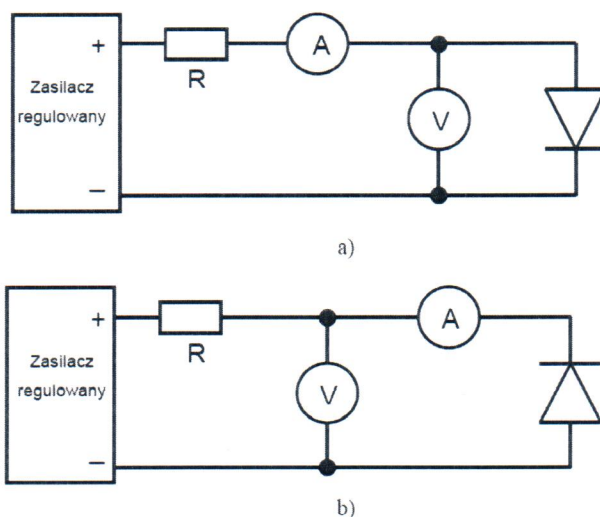 +
A
R
Zasilacz
regulowany
V
−
a)
+
A
R
Zasilacz
regulowany
V
−
b)